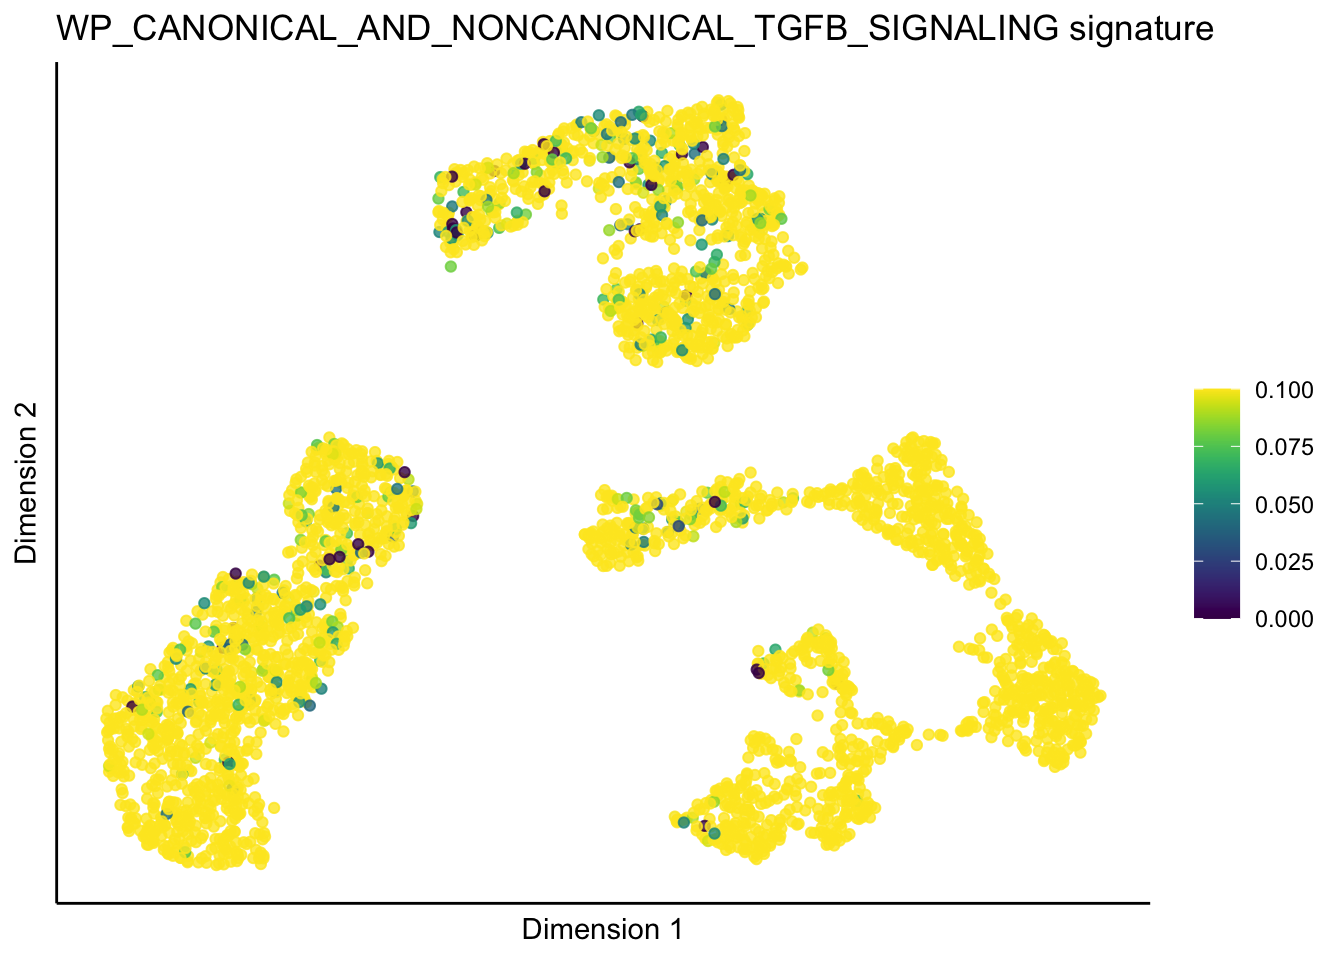 WP_CANONICAL_AND_NONCANONICAL_TGFB_SIGNALING signature
Dimension 2
0.100
0.075
0.050
0.025
0.000
Dimension 1